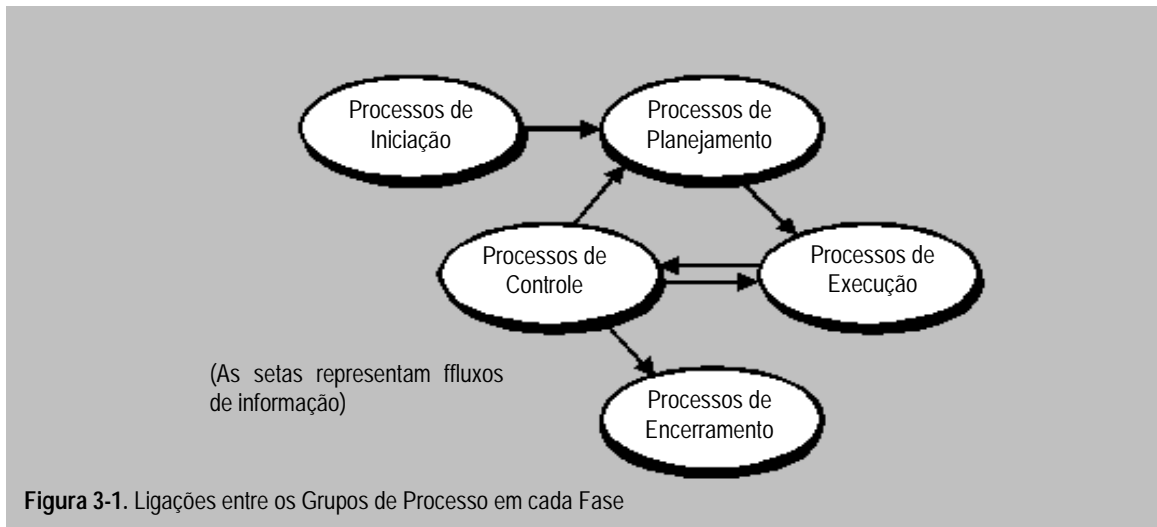 Processos de
Iniciação
Processos de
Planejamento
Processos de
Controle
Processos de
Execução
(As setas representam ffluxos
de informação)
Processos de
Encerramento
Figura 3-1. Ligações entre os Grupos de Processo em cada Fase